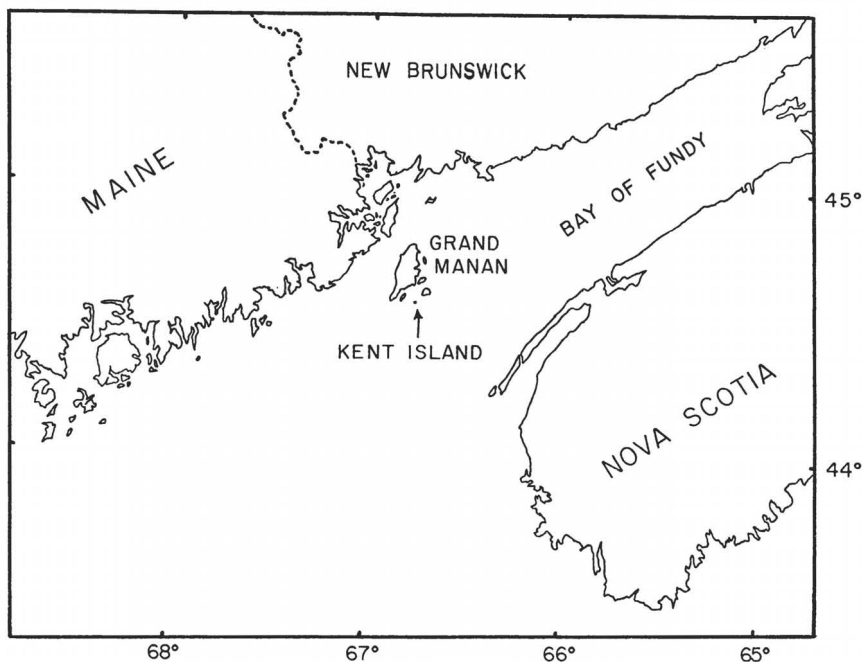 NEW BRUNSWICK
MAINE
BAY OF FUNDY
45°
GRAND
MANAN
KENT ISLAND
NOVA SCOTIA
44°
68°
67°
66°
65°